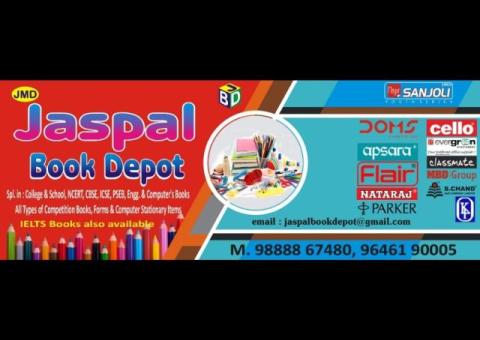 JMD
Jaspal
Book Depot
Spl. in : College & School, NCERT, CBSE, ICSE, PSEB, Engg. & Computer's Books
All Types of Competition Books, Forms & Computer Stationary Items,
IELTS Books also available
JBD
SANJOLI
DOMS
cello
apsara
evergreen
Flair
classmate
NATARAJ
MBD Group
PARKER
S. CHAND
email : jaspalbookdepot@gmail.com
M. 98888 67480, 96461 90005